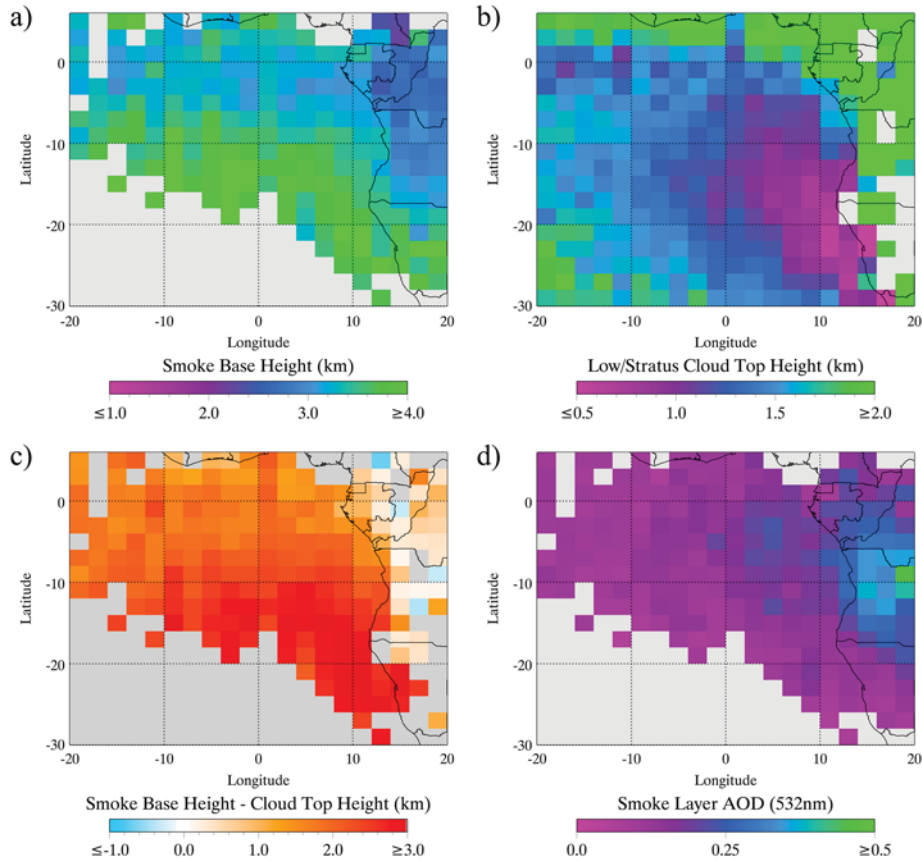 a)
b)
0
-10
-20
-30
Latitude
-20 -10 0 10 20
Longitude
Smoke Base Height (km)
≤1.0 2.0 3.0 ≥4.0
0
-10
-20
-30
Latitude
-20 -10 0 10 20
Longitude
Low/Stratus Cloud Top Height (km)
≤0.5 1.0 1.5 ≥2.0
c)
d)
0
-10
-20
-30
Latitude
-20 -10 0 10 20
Longitude
Smoke Base Height - Cloud Top Height (km)
≤-1.0 0.0 1.0 2.0 ≥3.0
0
-10
-20
-30
Latitude
-20 -10 0 10 20
Longitude
Smoke Layer AOD (532nm)
0.0 0.25 ≥0.5